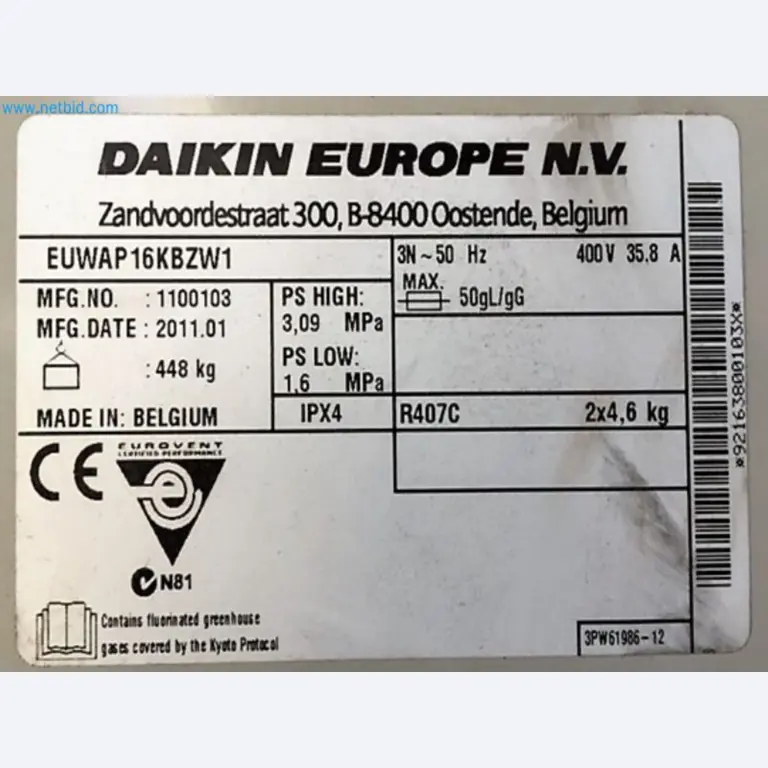 www.netbid.com
DAIKIN EUROPE N.V.
Zandvoordestraat 300, B-8400 Oostende, Belgium
EUWAP16KBZW1
3N~50 Hz 400V 35.8 A
MAX.
50gL/gG
MFG.NO. : 1100103
MFG.DATE : 2011.01
: 448 kg
PS HIGH:
3,09 MPa
PS LOW:
1,6 MPa
MADE IN: BELGIUM
IPX4
R407C 2x4,6 kg
CE
EUROVENT
CERTIFIED PERFORMANCE
e
N81
Contains fluorinated greenhouse
gases covered by the Kyoto Protocol
3PW61986-12
*92163800103X*